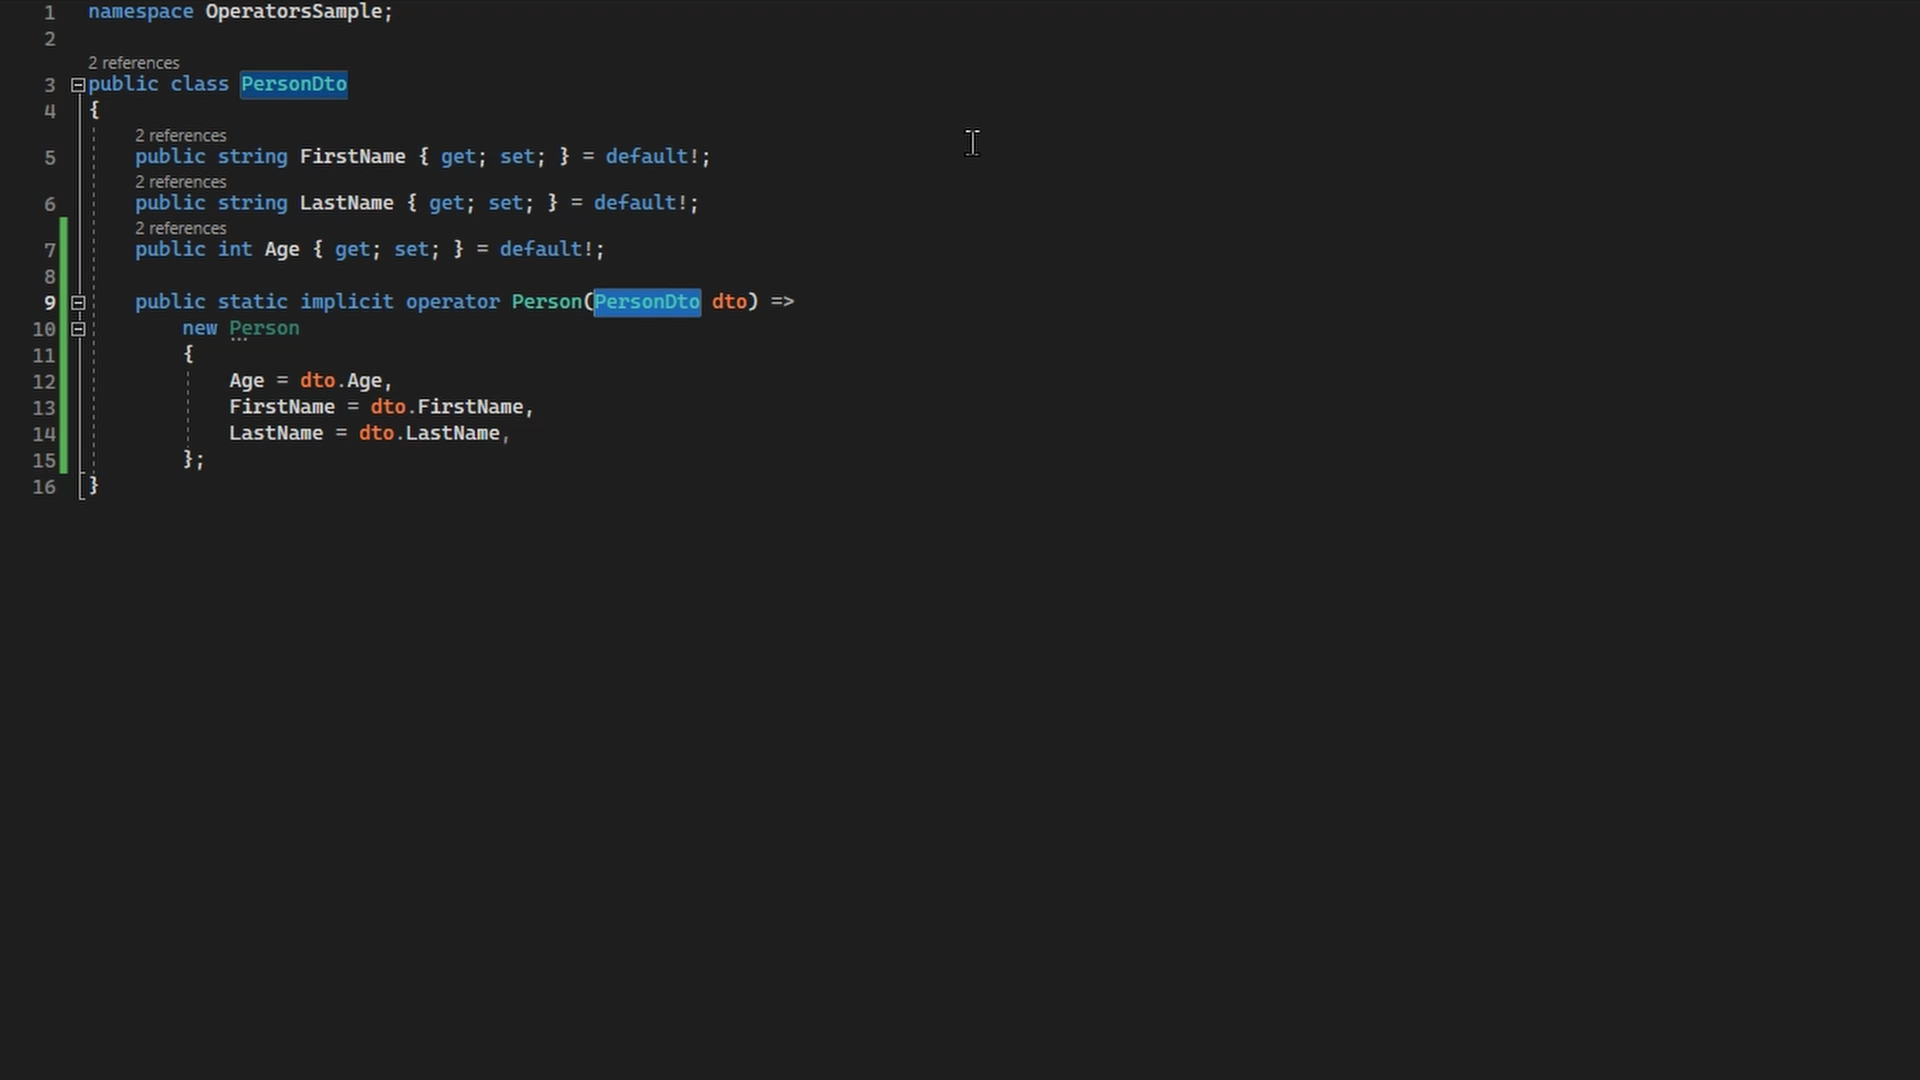 1 namespace OperatorsSample;
2
2 references
3 public class PersonDto
4 {
2 references
5 public string FirstName { get; set; } = default!;
2 references
6 public string LastName { get; set; } = default!;
2 references
7 public int Age { get; set; } = default!;
8
9 public static implicit operator Person(PersonDto dto) =>
10 new Person
11 {
12 Age = dto.Age,
13 FirstName = dto.FirstName,
14 LastName = dto.LastName,
15 };
16 }